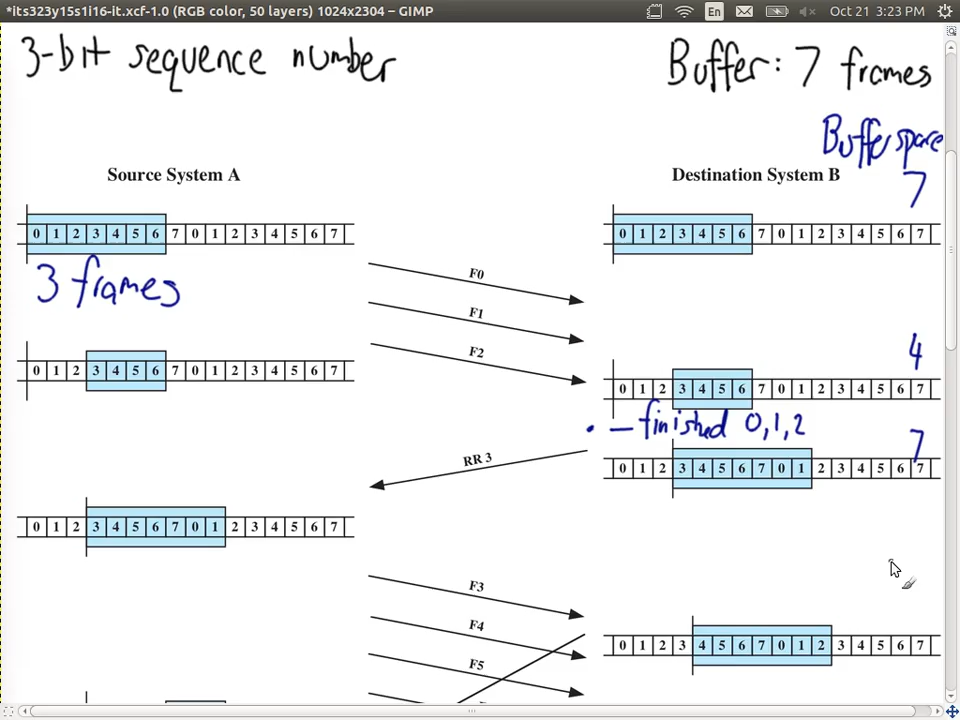 *its323y15s1i16-it.xcf-1.0 (RGB color, 50 layers) 1024x2304 – GIMP
En
Oct 21 3:23 PM
3-bit sequence number
Buffer: 7 frames
Buffer space
7
Source System A
Destination System B
0 1 2 3 4 5 6 7 0 1 2 3 4 5 6 7
0 1 2 3 4 5 6 7 0 1 2 3 4 5 6 7
3 frames
F0
F1
F2
4
0 1 2 3 4 5 6 7 0 1 2 3 4 5 6 7
0 1 2 3 4 5 6 7 0 1 2 3 4 5 6 7
– finished 0,1,2
7
RR 3
0 1 2 3 4 5 6 7 0 1 2 3 4 5 6 7
0 1 2 3 4 5 6 7 0 1 2 3 4 5 6 7
F3
F4
F5
0 1 2 3 4 5 6 7 0 1 2 3 4 5 6 7